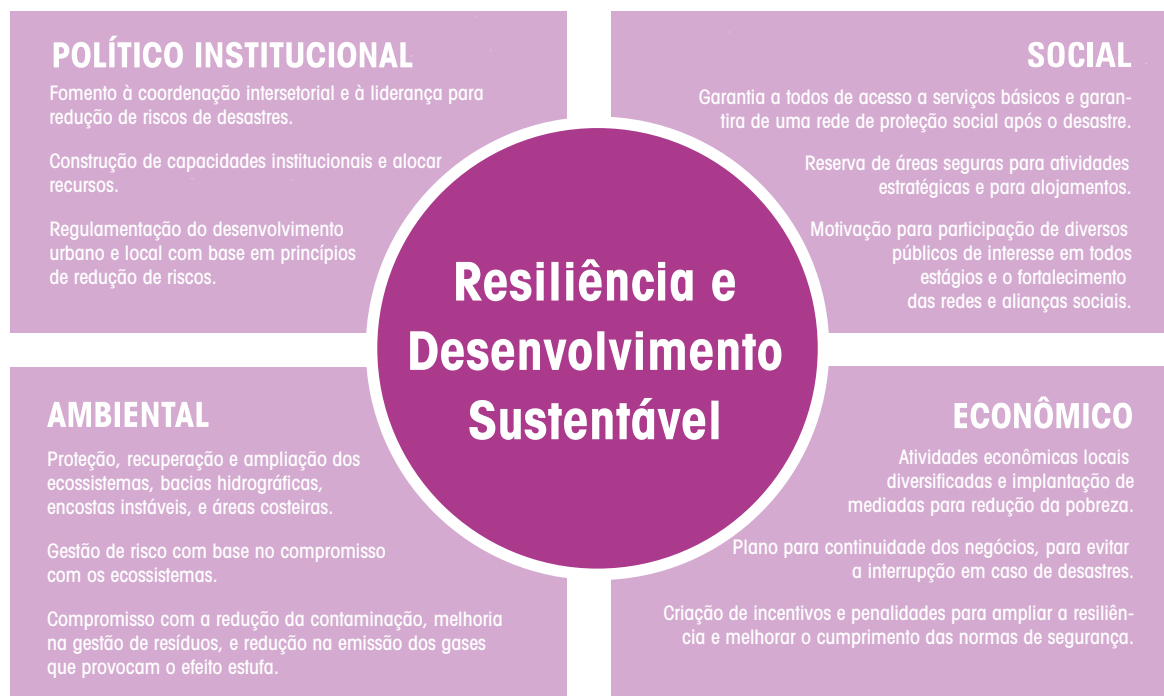 POLÍTICO INSTITUCIONAL
Fomento à coordenação intersetorial e à liderança para
redução de riscos de desastres.
Construção de capacidades institucionais e alocar
recursos.
Regulamentação do desenvolvimento
urbano e local com base em princípios
de redução de riscos.
SOCIAL
Garantia a todos de acesso a serviços básicos e garan-
tira de uma rede de proteção social após o desastre.
Reserva de áreas seguras para atividades
estratégicas e para alojamentos.
Motivação para participação de diversos
públicos de interesse em todos
estágios e o fortalecimento
das redes e alianças sociais.
Resiliência e
Desenvolvimento
Sustentável
AMBIENTAL
Proteção, recuperação e ampliação dos
ecossistemas, bacias hidrográficas,
encostas instáveis, e áreas costeiras.
Gestão de risco com base no compromisso
com os ecossistemas.
Compromisso com a redução da contaminação, melhoria
na gestão de resíduos, e redução na emissão dos gases
que provocam o efeito estufa.
ECONÔMICO
Atividades econômicas locais
diversificadas e implantação de
mediadas para redução da pobreza.
Plano para continuidade dos negócios, para evitar
a interrupção em caso de desastres.
Criação de incentivos e penalidades para ampliar a resiliên-
cia e melhorar o cumprimento das normas de segurança.